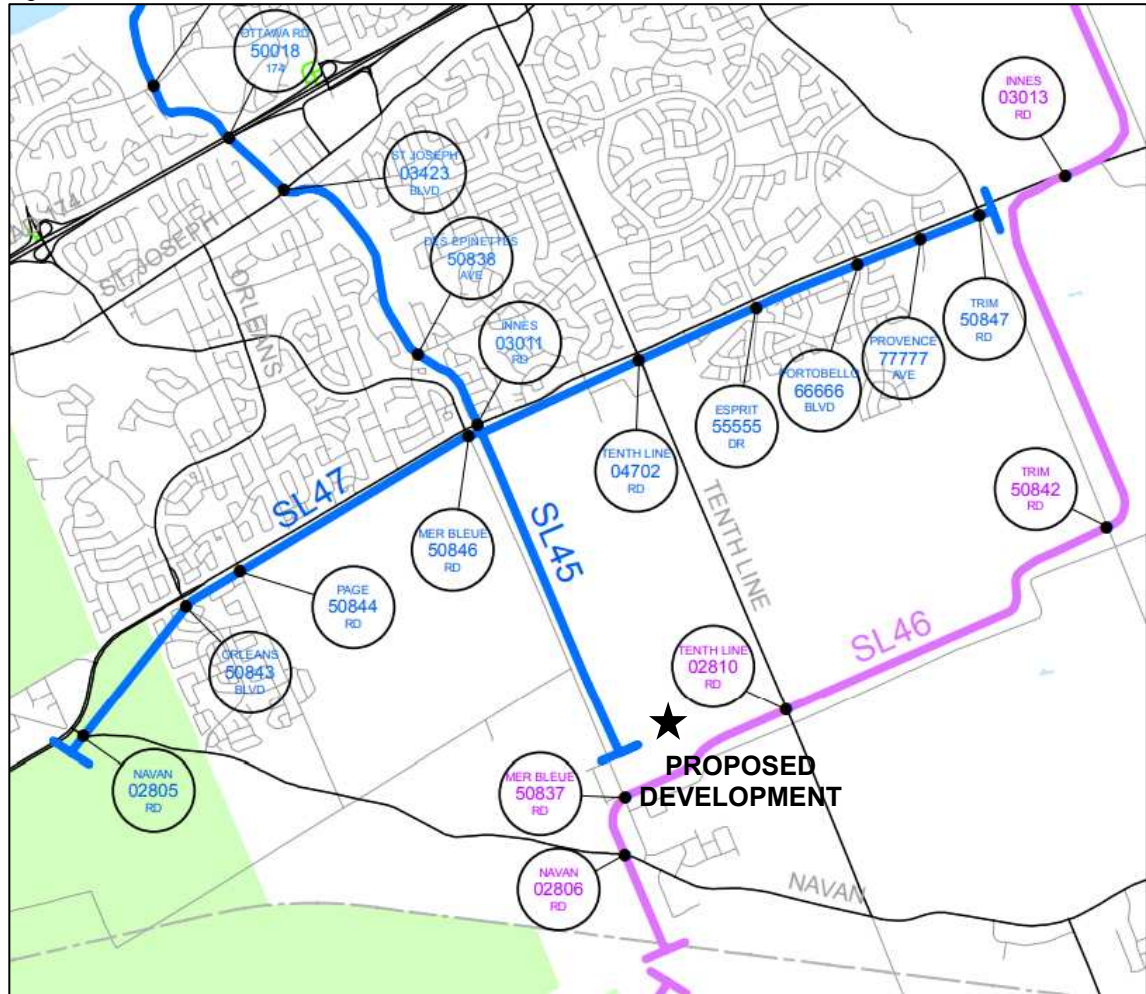 OTTAWA RD
50018
174
INNES
03013
RD
ST JOSEPH
03423
BLVD
174
ST. JOSEPH
ORLEANS
DES EPINETTES
50838
AVE
INNES
03011
RD
TRIM
50847
RD
PROVENCE
77777
AVE
PORTOBELLO
66666
BLVD
ESPRIT
55555
DR
TENTH LINE
04702
RD
TENTH LINE
TRIM
50842
RD
SL47
SL45
MER BLEUE
50846
RD
PAGE
50844
RD
ORLEANS
50843
BLVD
SL46
TENTH LINE
02810
RD
NAVAN
02805
RD
MER BLEUE
50837
RD
PROPOSED
DEVELOPMENT
NAVAN
02806
RD
NAVAN